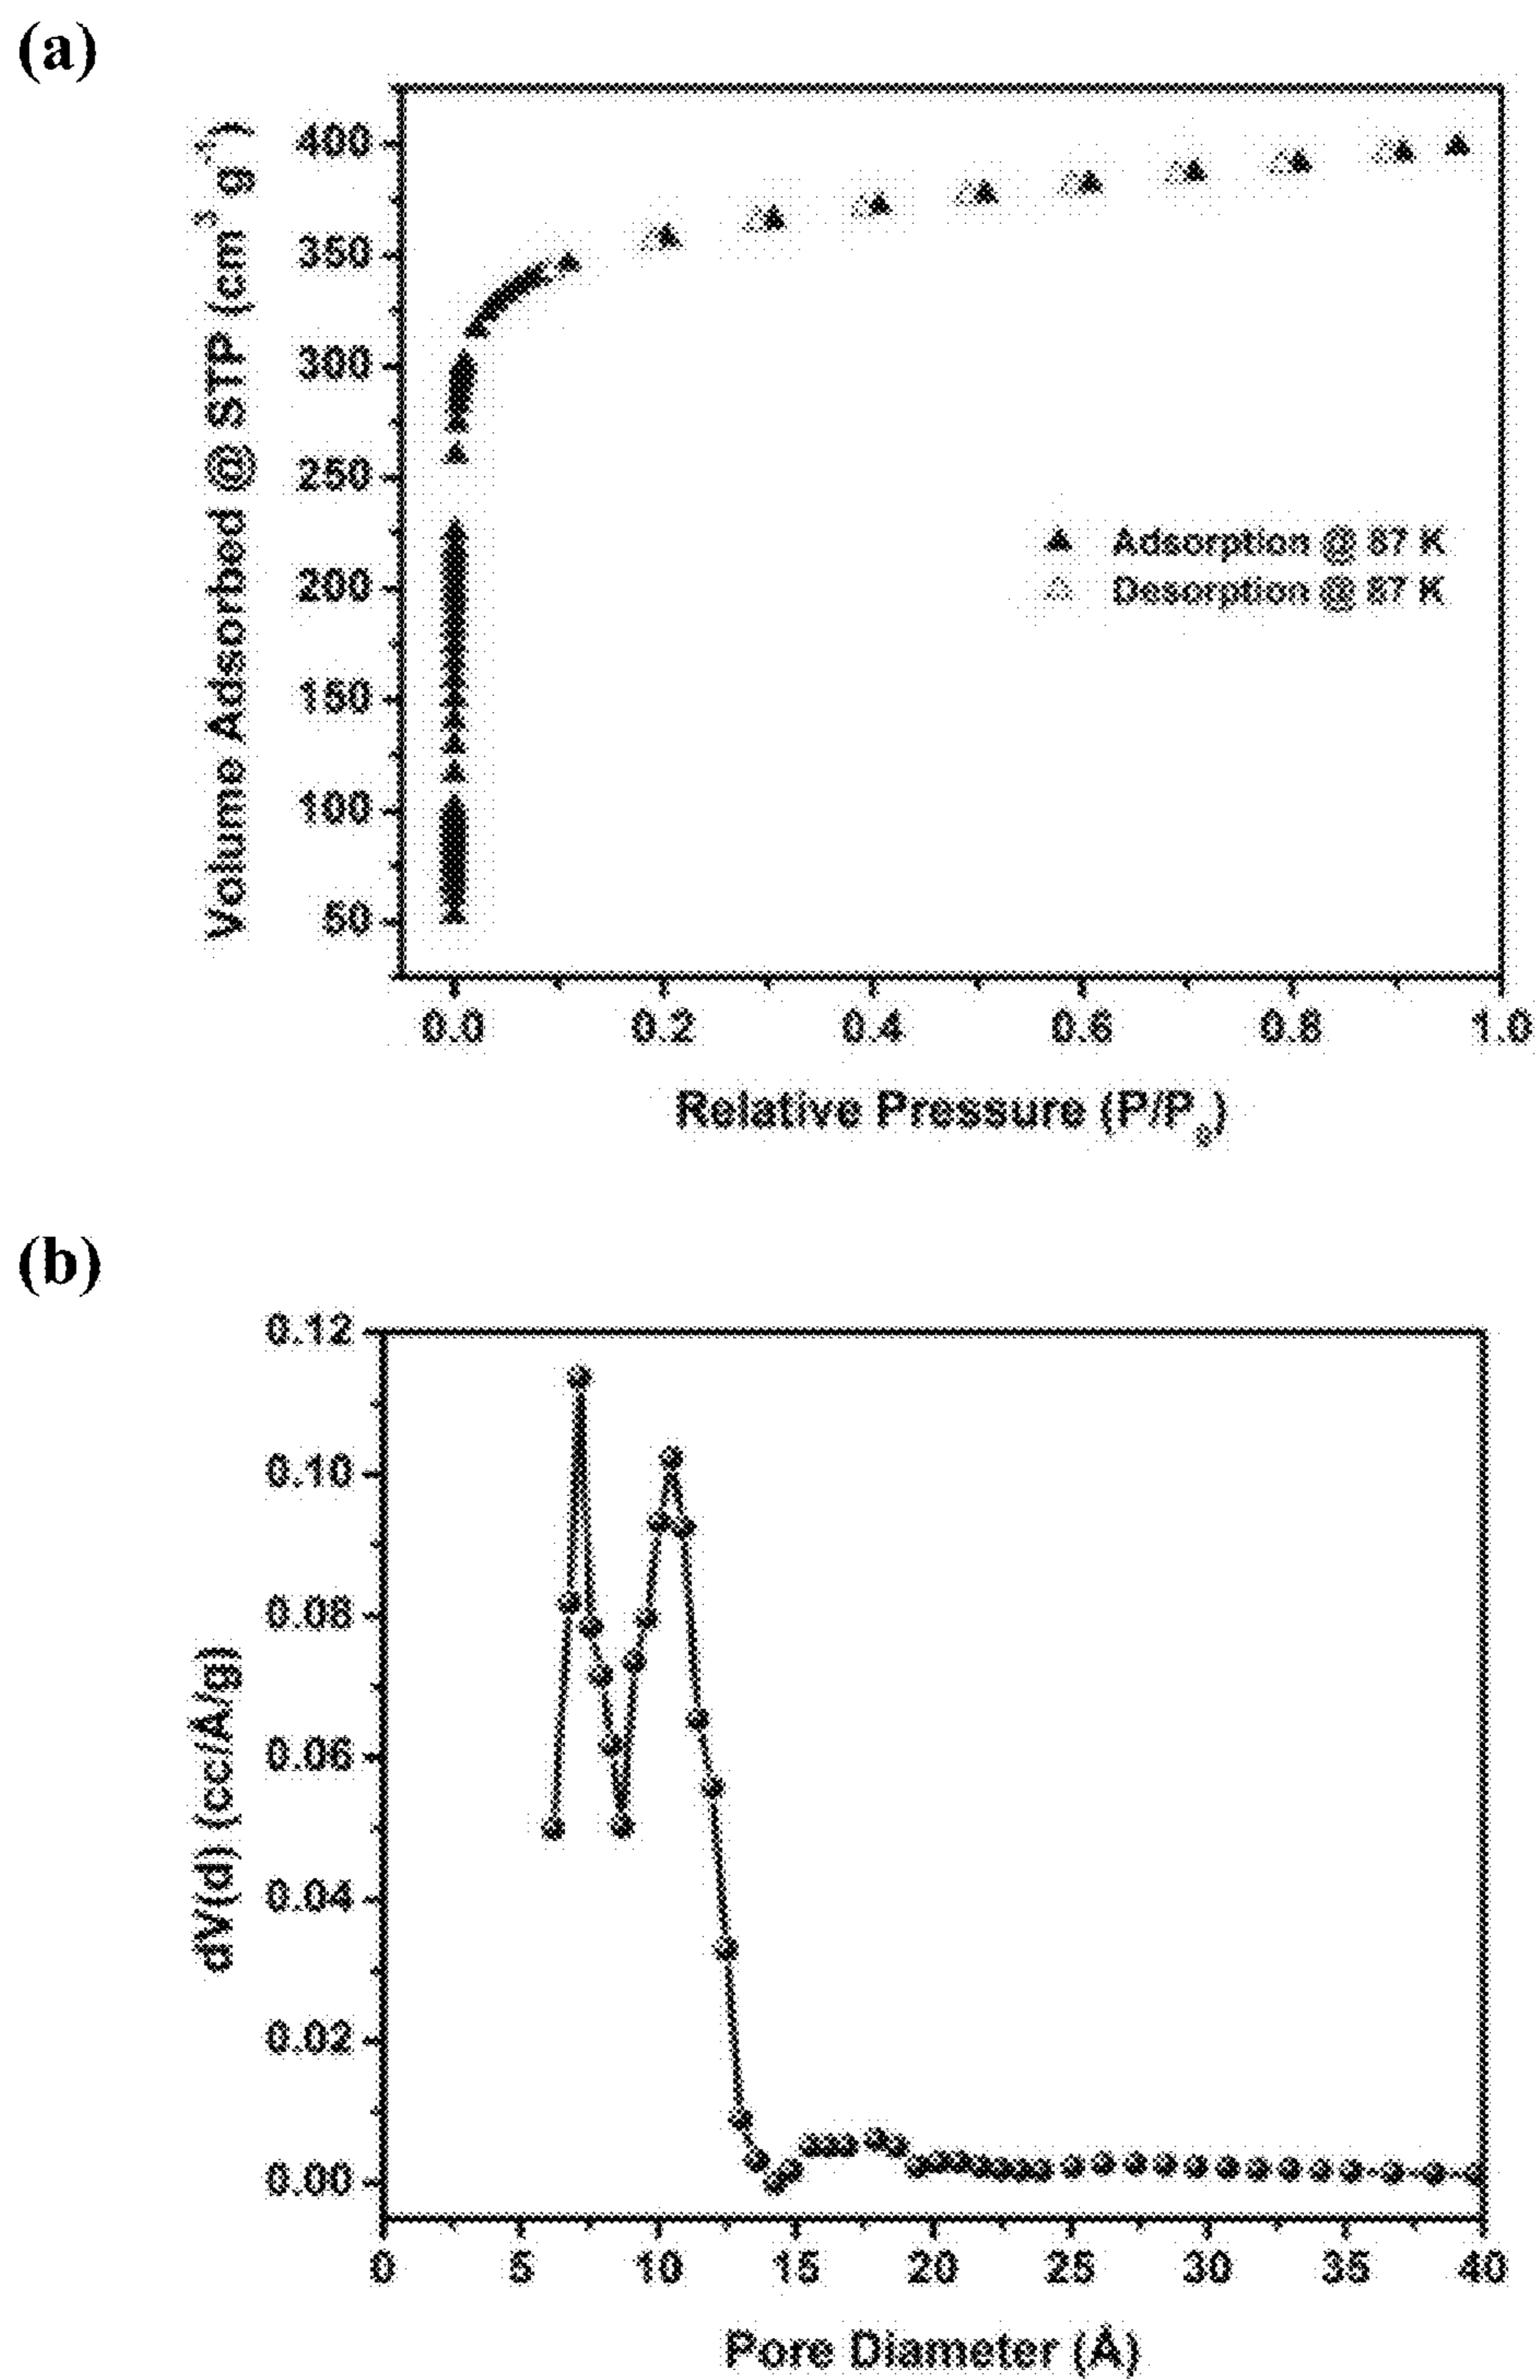 (a)
Volume Adsorbed @ STP (cm³ g⁻¹)
400
350
300
250
200
150
100
50
Adsorption @ 87 K
Desorption @ 87 K
0.0 0.2 0.4 0.6 0.8 1.0
Relative Pressure (P/P₀)
(b)
dV(d) (cc/Å/g)
0.12
0.10
0.08
0.06
0.04
0.02
0.00
0 5 10 15 20 25 30 35 40
Pore Diameter (Å)